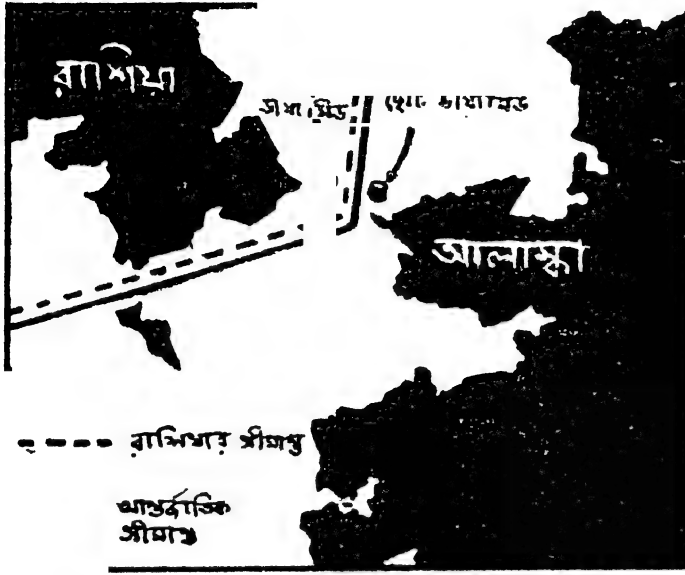 রাশিয়া
ডায়মিড ছোট ডায়মিড
আলাস্কা
রাশিয়ার সীমান্ত
আন্তর্জাতিক
সীমান্ত